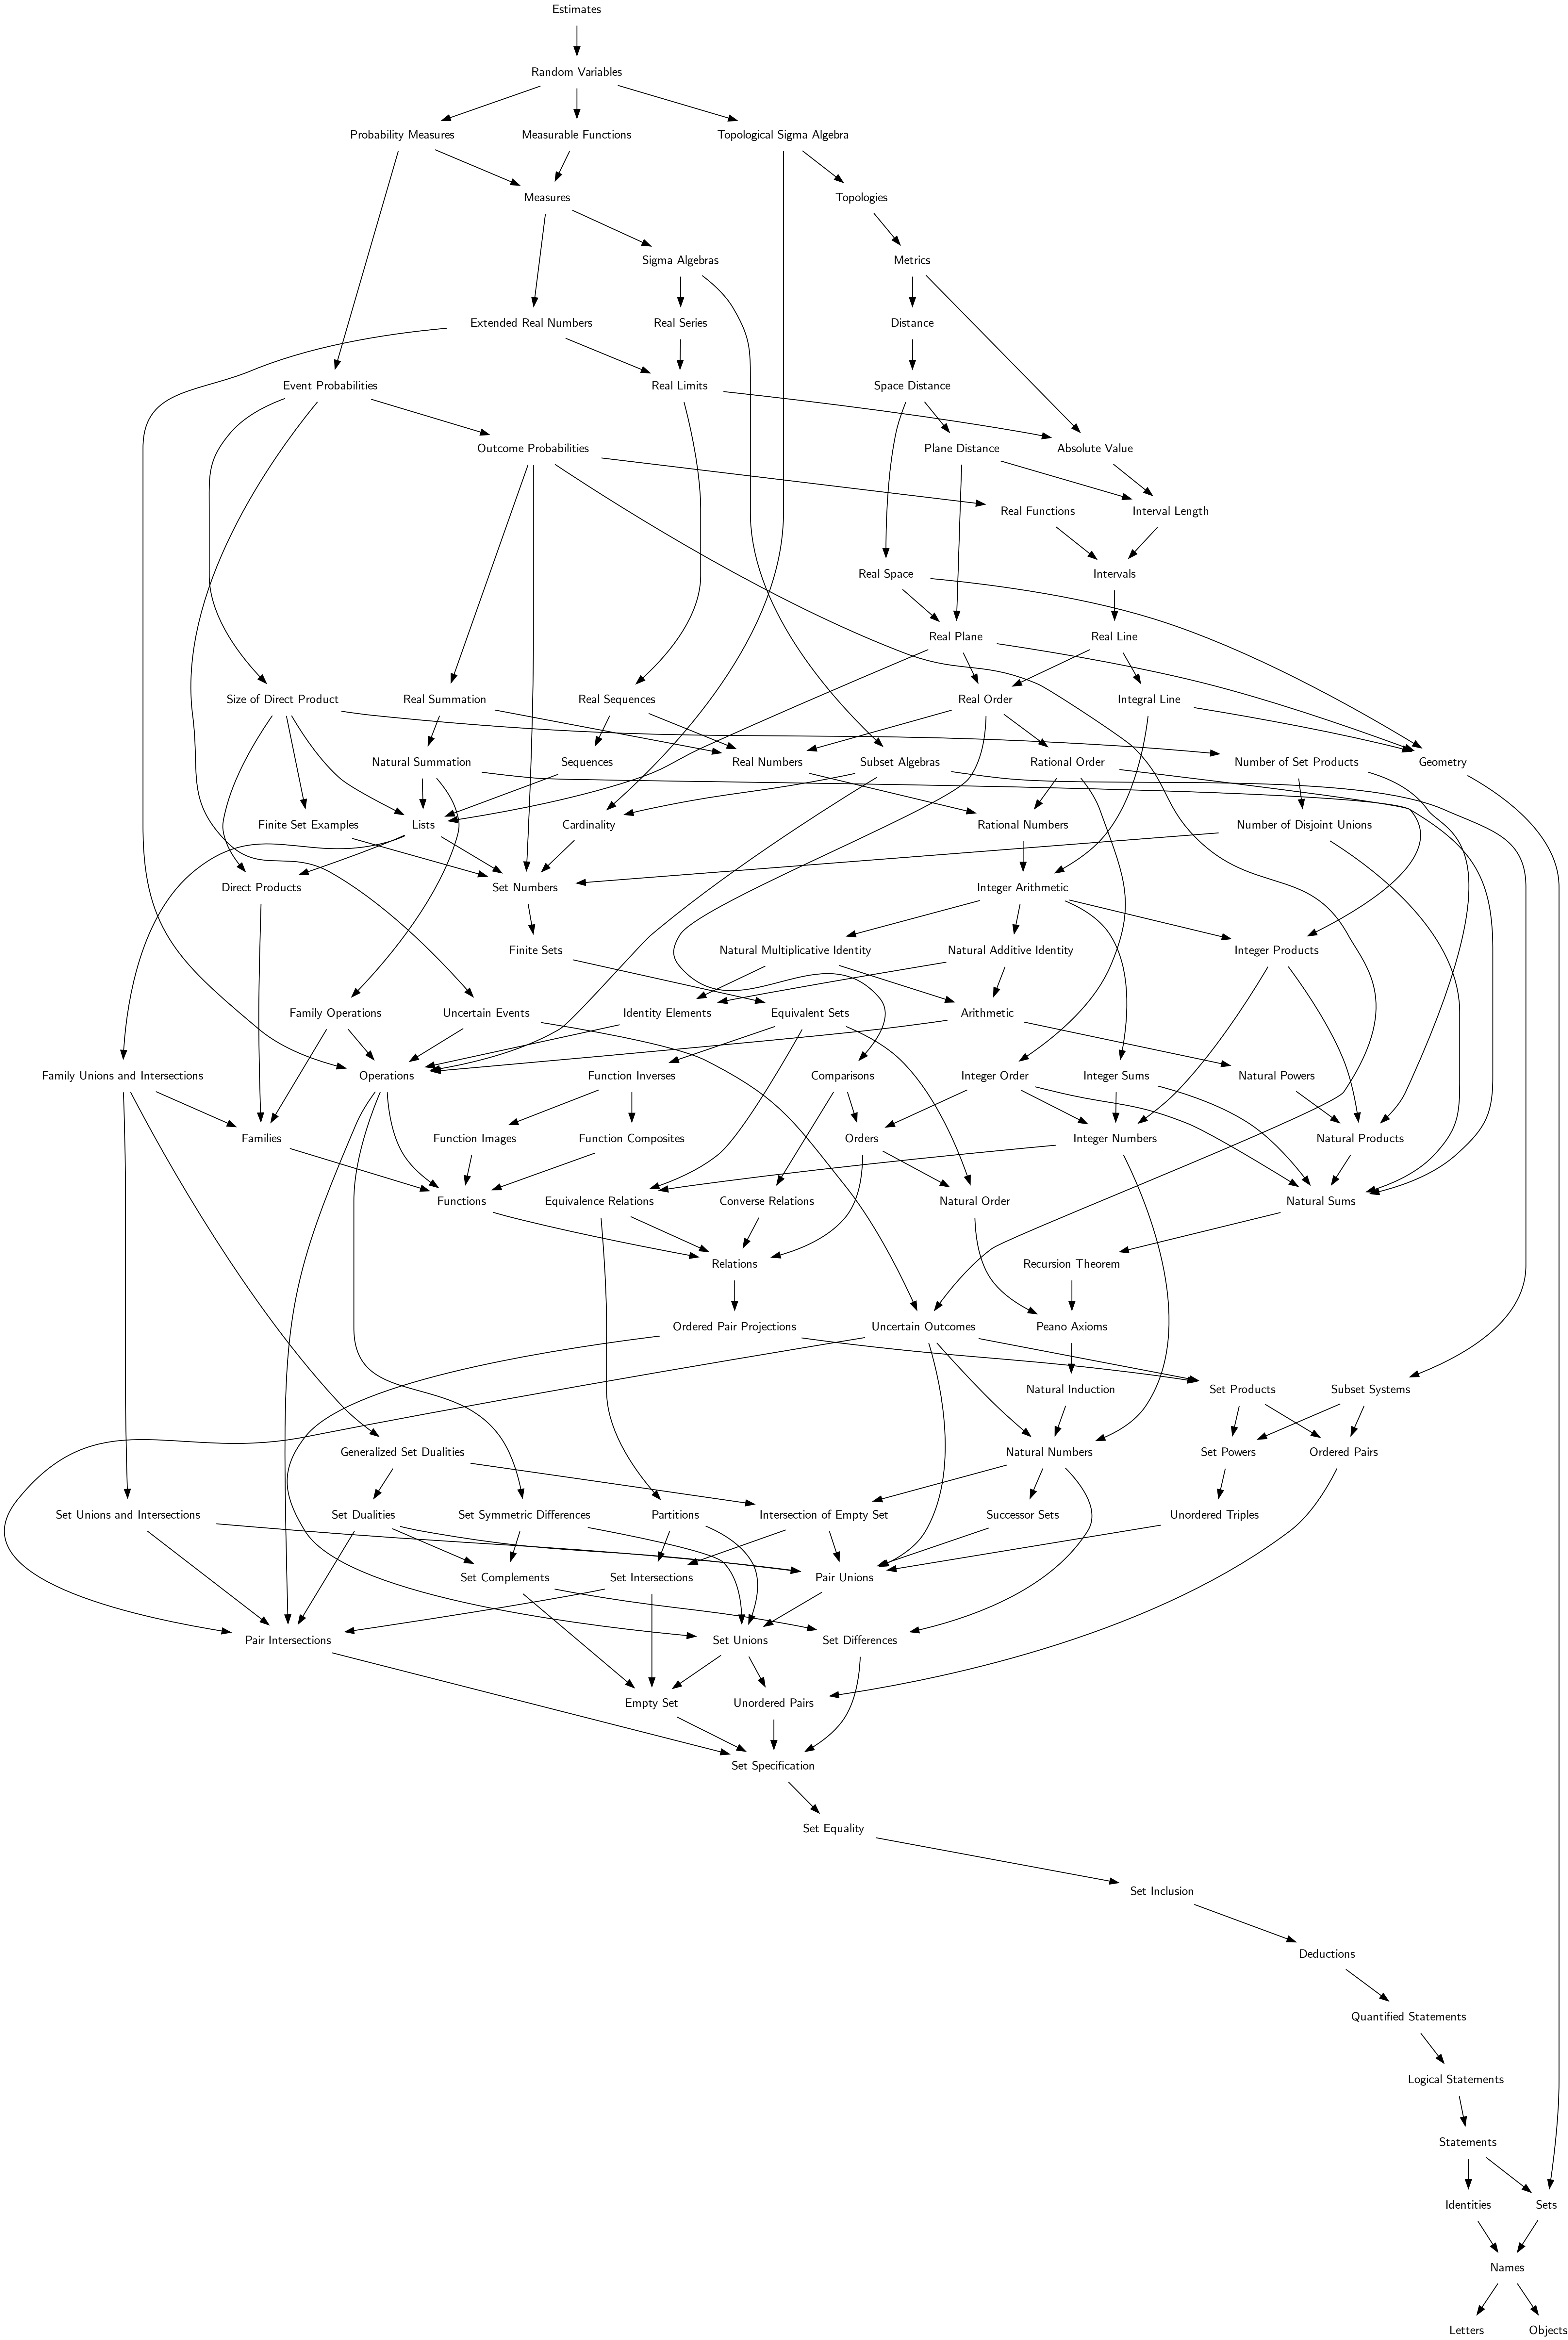 Estimates
Random Variables
Probability Measures
Measurable Functions
Topological Sigma Algebra
Measures
Topologies
Sigma Algebras
Metrics
Extended Real Numbers
Real Series
Distance
Event Probabilities
Real Limits
Space Distance
Outcome Probabilities
Plane Distance
Absolute Value
Real Functions
Interval Length
Real Space
Intervals
Real Plane
Real Line
Size of Direct Product
Real Summation
Real Sequences
Real Order
Integral Line
Natural Summation
Sequences
Real Numbers
Subset Algebras
Rational Order
Number of Set Products
Geometry
Finite Set Examples
Lists
Cardinality
Rational Numbers
Number of Disjoint Unions
Direct Products
Set Numbers
Integer Arithmetic
Finite Sets
Natural Multiplicative Identity
Natural Additive Identity
Integer Products
Family Operations
Uncertain Events
Identity Elements
Equivalent Sets
Arithmetic
Family Unions and Intersections
Operations
Function Inverses
Comparisons
Integer Order
Integer Sums
Natural Powers
Families
Function Images
Function Composites
Orders
Integer Numbers
Natural Products
Functions
Equivalence Relations
Converse Relations
Natural Order
Natural Sums
Relations
Recursion Theorem
Ordered Pair Projections
Uncertain Outcomes
Peano Axioms
Natural Induction
Set Products
Subset Systems
Generalized Set Dualities
Natural Numbers
Set Powers
Ordered Pairs
Set Unions and Intersections
Set Dualities
Set Symmetric Differences
Partitions
Intersection of Empty Set
Successor Sets
Unordered Triples
Set Complements
Set Intersections
Pair Unions
Pair Intersections
Set Unions
Set Differences
Empty Set
Unordered Pairs
Set Specification
Set Equality
Set Inclusion
Deductions
Quantified Statements
Logical Statements
Statements
Identities
Sets
Names
Letters
Objects